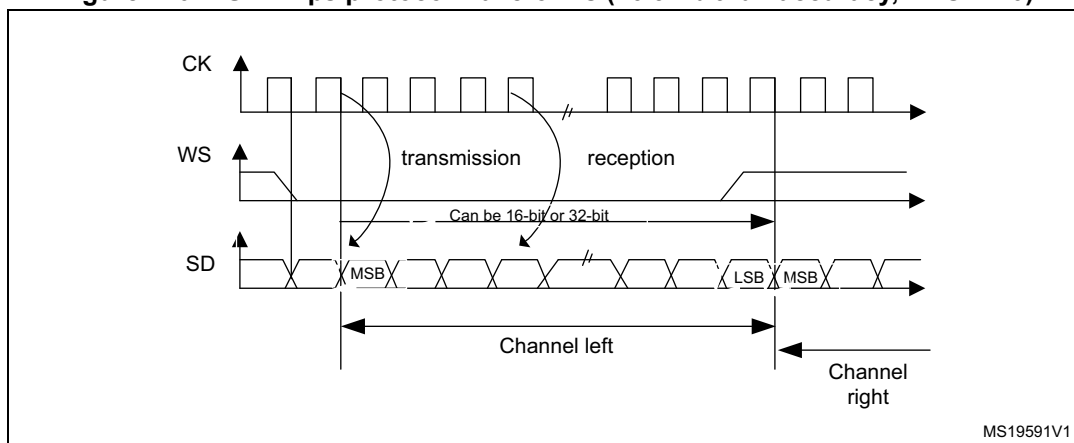 CK
transmission
reception
WS
Can be 16-bit or 32-bit
SD
MSB
LSB
MSB
Channel left
Channel
right
MS19591V1